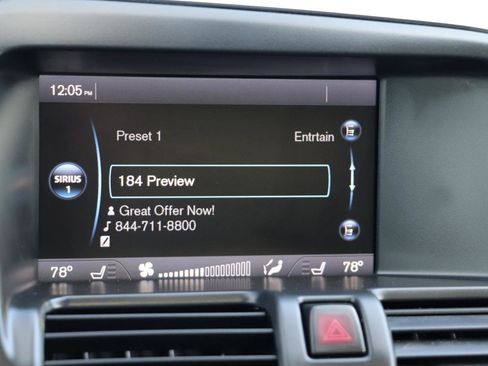 12:05 PM
Preset 1 Entrtain
SIRIUS
1
184 Preview
Great Offer Now!
844-711-8800
78° 78°